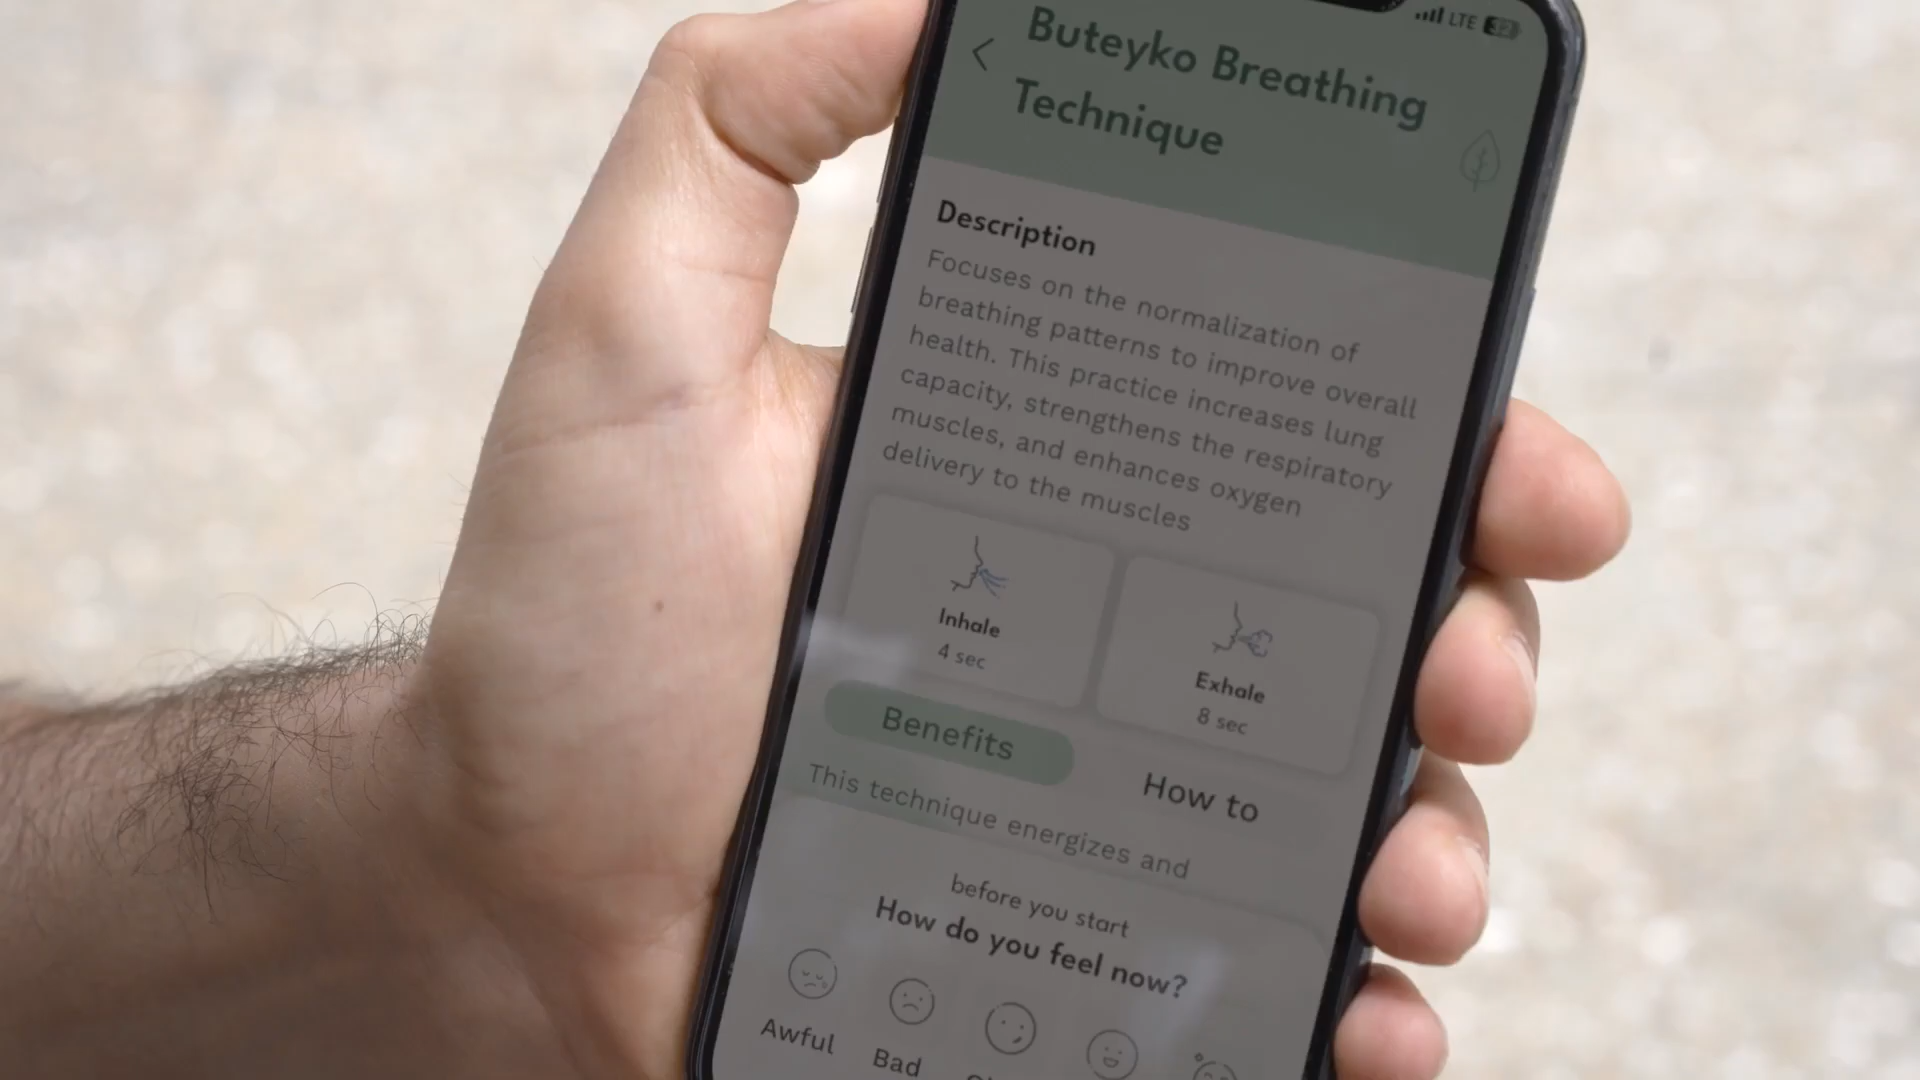 LTE
Buteyko Breathing
Technique
Description
Focuses on the normalization of
breathing patterns to improve overall
health. This practice increases lung
capacity, strengthens the respiratory
muscles, and enhances oxygen
delivery to the muscles
Inhale
4 sec
Exhale
8 sec
Benefits
How to
This technique energizes and
before you start
How do you feel now?
Awful
Bad